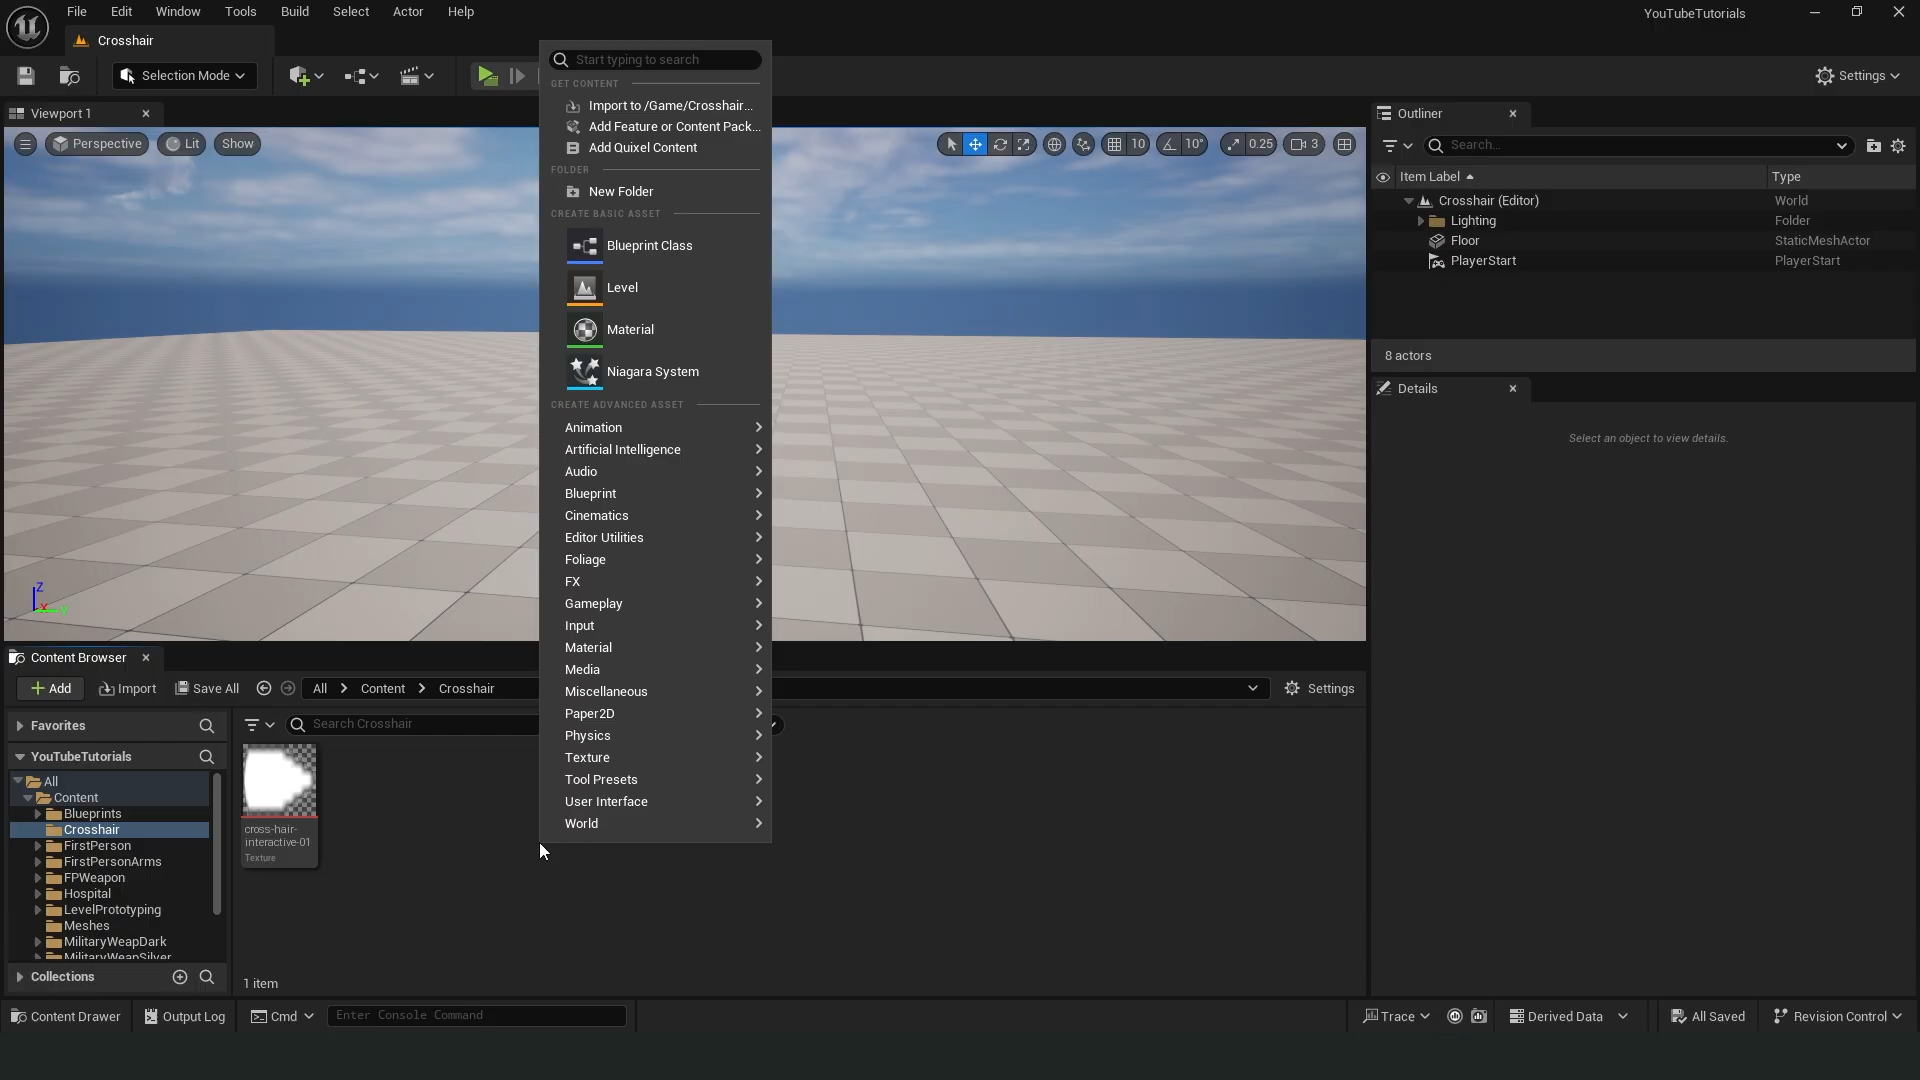 File Edit Window Tools Build Select Actor Help
YouTubeTutorials
Crosshair
Selection Mode
Settings
Start typing to search
GET CONTENT
Import to /Game/Crosshair...
Add Feature or Content Pack...
Add Quixel Content
FOLDER
New Folder
CREATE BASIC ASSET
Blueprint Class
Level
Material
Niagara System
CREATE ADVANCED ASSET
Animation
Artificial Intelligence
Audio
Blueprint
Cinematics
Editor Utilities
Foliage
FX
Gameplay
Input
Material
Media
Miscellaneous
Paper2D
Physics
Texture
Tool Presets
User Interface
World
Viewport 1
Perspective Lit Show
10 10° 0.25 3
Z
X Y
Outliner
Search...
Item Label Type
Crosshair (Editor) World
Lighting Folder
Floor StaticMeshActor
PlayerStart PlayerStart
8 actors
Details
Select an object to view details.
Content Browser
Add Import Save All All Content Crosshair Settings
Favorites
YouTubeTutorials
All
Content
Blueprints
Crosshair
FirstPerson
FirstPersonArms
FPWeapon
Hospital
LevelPrototyping
Meshes
MilitaryWeapDark
MilitaryWeapSilver
Collections
Search Crosshair
cross-hair-
interactive-01
Texture
1 item
Content Drawer Output Log Cmd Enter Console Command Trace Derived Data All Saved Revision Control